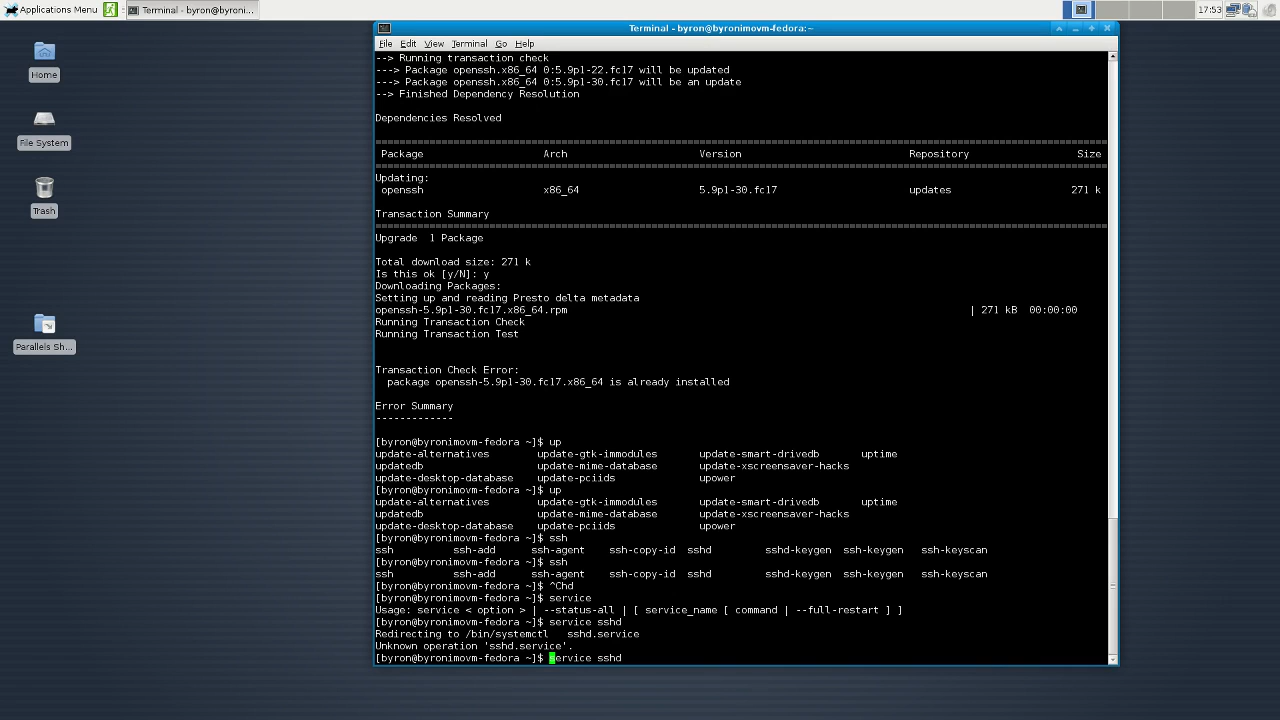 Applications Menu
Terminal - byron@byroni...
17:53
Terminal - byron@byronimovm-fedora:~
File Edit View Terminal Go Help
Home
File System
Trash
Parallels Sh...
--> Running transaction check
---> Package openssh.x86_64 0:5.9p1-22.fc17 will be updated
---> Package openssh.x86_64 0:5.9p1-30.fc17 will be an update
--> Finished Dependency Resolution
Dependencies Resolved
Package Arch Version Repository Size
Updating:
openssh x86_64 5.9p1-30.fc17 updates 271 k
Transaction Summary
Upgrade 1 Package
Total download size: 271 k
Is this ok [y/N]: y
Downloading Packages:
Setting up and reading Presto delta metadata
openssh-5.9p1-30.fc17.x86_64.rpm | 271 kB 00:00:00
Running Transaction Check
Running Transaction Test
Transaction Check Error:
package openssh-5.9p1-30.fc17.x86_64 is already installed
Error Summary
-------------
[byron@byronimovm-fedora ~]$ up
update-alternatives update-gtk-immodules update-smart-drivedb uptime
updatedb update-mime-database update-xscreensaver-hacks
update-desktop-database update-pciids upower
[byron@byronimovm-fedora ~]$ up
update-alternatives update-gtk-immodules update-smart-drivedb uptime
updatedb update-mime-database update-xscreensaver-hacks
update-desktop-database update-pciids upower
[byron@byronimovm-fedora ~]$ ssh
ssh ssh-add ssh-agent ssh-copy-id sshd sshd-keygen ssh-keygen ssh-keyscan
[byron@byronimovm-fedora ~]$ ssh
ssh ssh-add ssh-agent ssh-copy-id sshd sshd-keygen ssh-keygen ssh-keyscan
[byron@byronimovm-fedora ~]$ ^Chd
[byron@byronimovm-fedora ~]$ service
Usage: service < option > | --status-all | [ service_name [ command | --full-restart ] ]
[byron@byronimovm-fedora ~]$ service sshd
Redirecting to /bin/systemctl sshd.service
Unknown operation 'sshd.service'.
[byron@byronimovm-fedora ~]$ service sshd